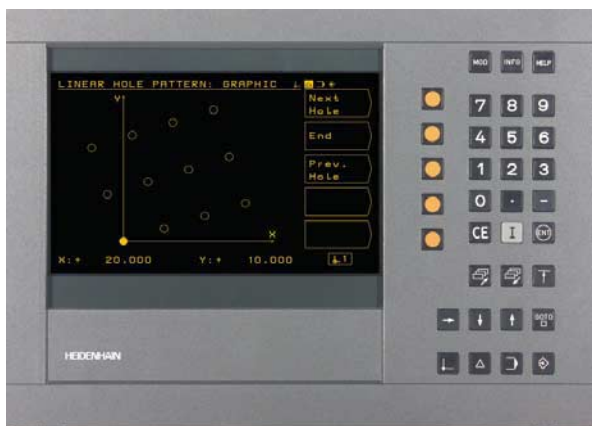 MOD INFO HELP
LINEAR HOLE PATTERN: GRAPHIC
Y
Next
Hole
End
Prev.
Hole
X
X:+ 20.000 Y:+ 10.000
1
7 8 9
4 5 6
1 2 3
0 . -
CE I ENT
GOTO
HEIDENHAIN